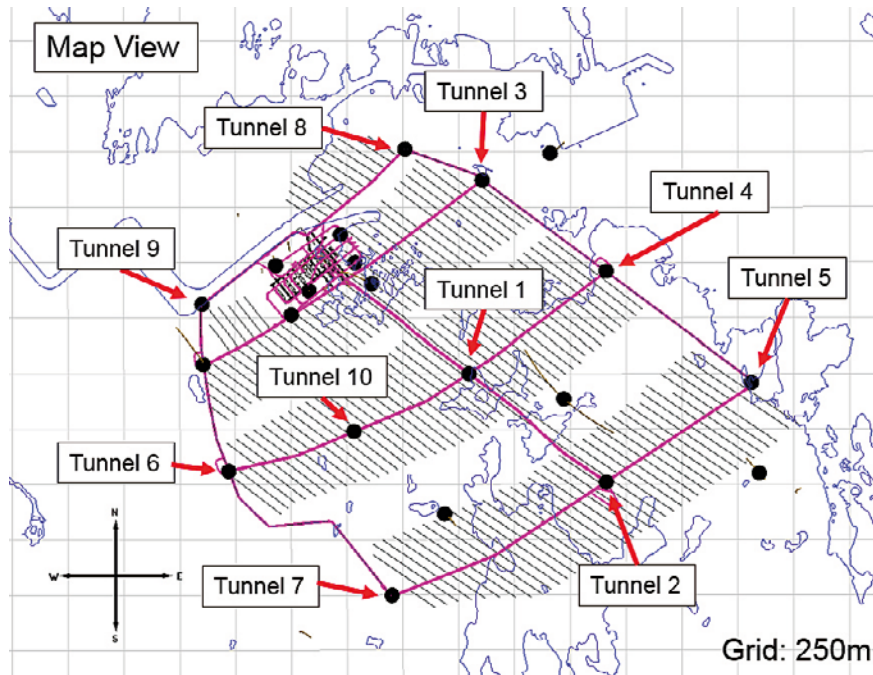 Map View
Tunnel 3
Tunnel 8
Tunnel 4
Tunnel 9
Tunnel 5
Tunnel 1
Tunnel 10
Tunnel 6
N
W E
S
Tunnel 7
Tunnel 2
Grid: 250m